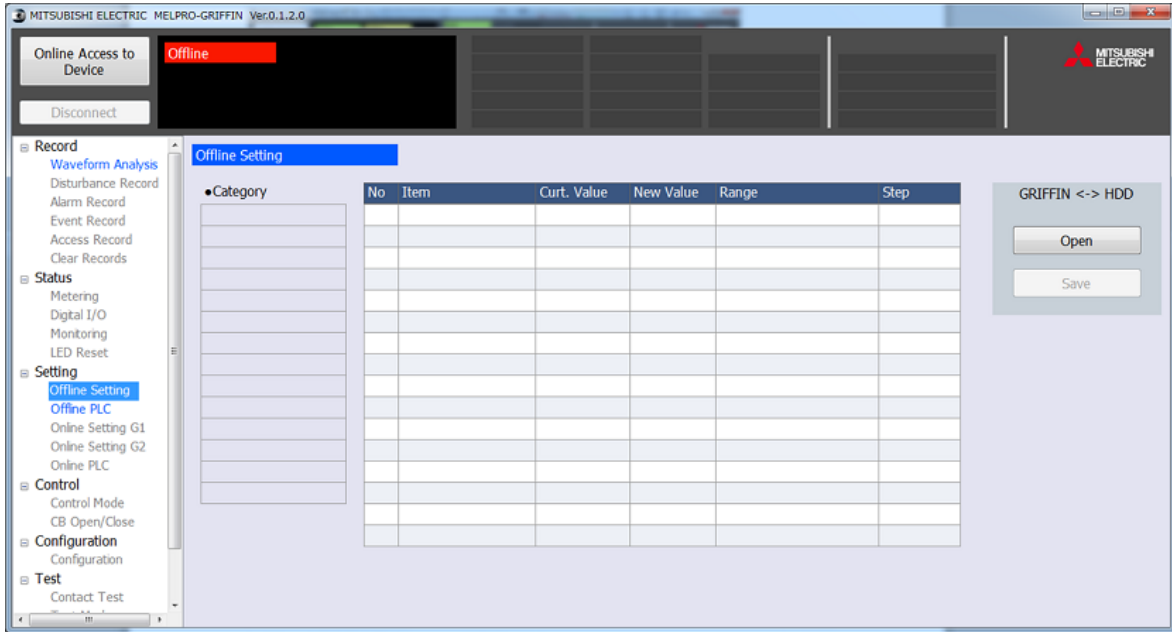 MITSUBISHI ELECTRIC MELPRO-GRIFFIN Ver.0.1.2.0
Online Access to
Device
Disconnect
Offline
MITSUBISHI
ELECTRIC
Record
Waveform Analysis
Disturbance Record
Alarm Record
Event Record
Access Record
Clear Records
Status
Metering
Digital I/O
Monitoring
LED Reset
Setting
Offline Setting
Offline PLC
Online Setting G1
Online Setting G2
Online PLC
Control
Control Mode
CB Open/Close
Configuration
Configuration
Test
Contact Test
Offline Setting
●Category
No Item Curt. Value New Value Range Step
GRIFFIN <-> HDD
Open
Save